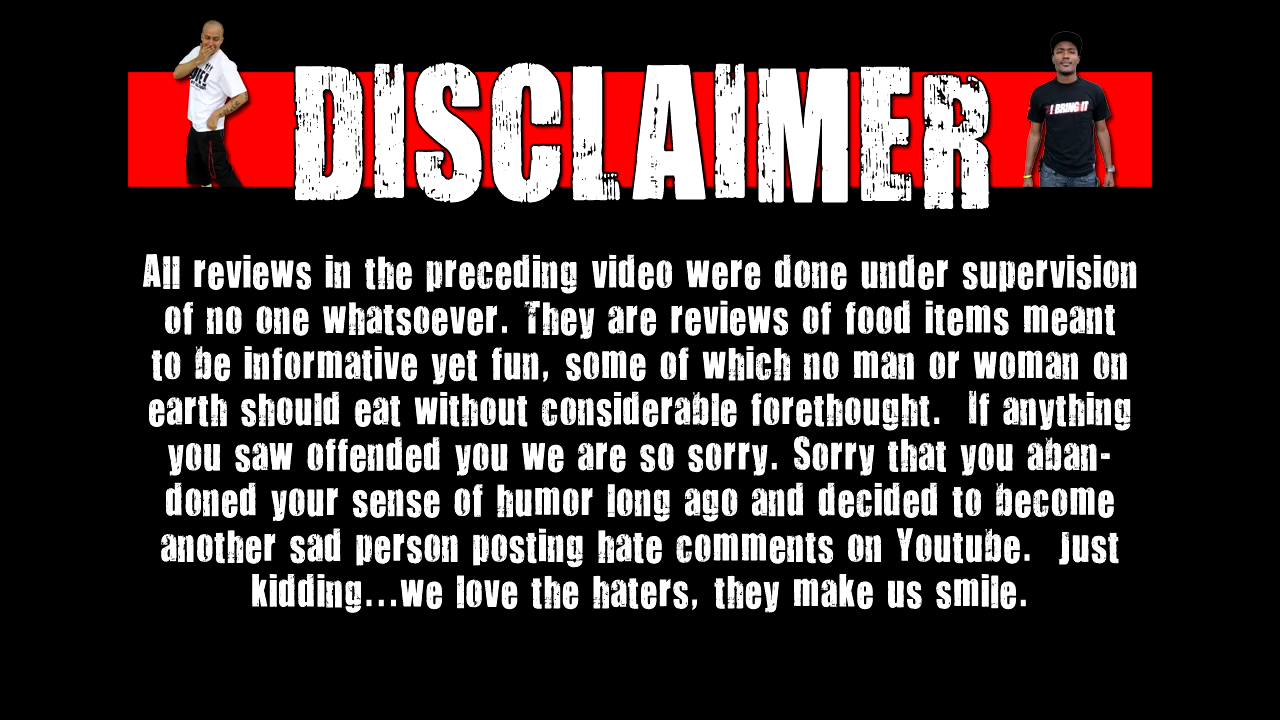 DISCLAIMER
I BRING IT
All reviews in the preceding video were done under supervision
of no one whatsoever. They are reviews of food items meant
to be informative yet fun, some of which no man or woman on
earth should eat without considerable forethought. If anything
you saw offended you we are so sorry. Sorry that you aban-
doned your sense of humor long ago and decided to become
another sad person posting hate comments on Youtube. Just
kidding...we love the haters, they make us smile.